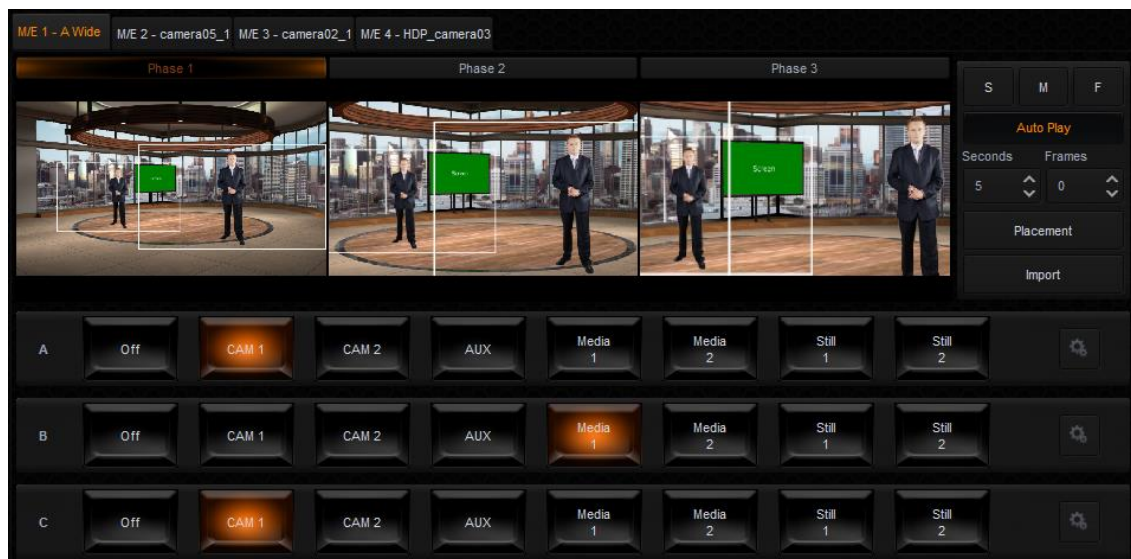 M/E 1 - A Wide M/E 2 - camera05_1 M/E 3 - camera02_1 M/E 4 - HDP_camera03
Phase 1 Phase 2 Phase 3
S M F
Auto Play
Seconds Frames
5 0
Placement
Import
Screen
A Off CAM 1 CAM 2 AUX Media 1 Media 2 Still 1 Still 2
B Off CAM 1 CAM 2 AUX Media 1 Media 2 Still 1 Still 2
C Off CAM 1 CAM 2 AUX Media 1 Media 2 Still 1 Still 2